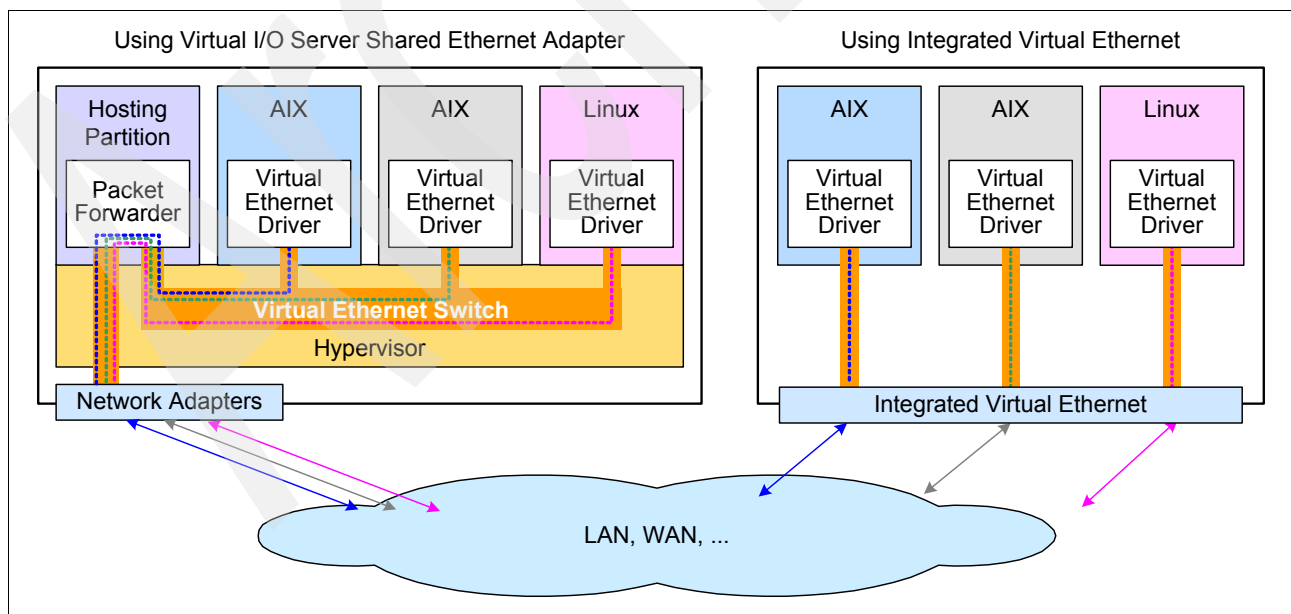 Using Virtual I/O Server Shared Ethernet Adapter
Hosting
Partition
Packet
Forwarder
AIX
Virtual
Ethernet
Driver
AIX
Virtual
Ethernet
Driver
Linux
Virtual
Ethernet
Driver
Virtual Ethernet Switch
Hypervisor
Network Adapters
Using Integrated Virtual Ethernet
AIX
Virtual
Ethernet
Driver
AIX
Virtual
Ethernet
Driver
Linux
Virtual
Ethernet
Driver
Integrated Virtual Ethernet
LAN, WAN, ...